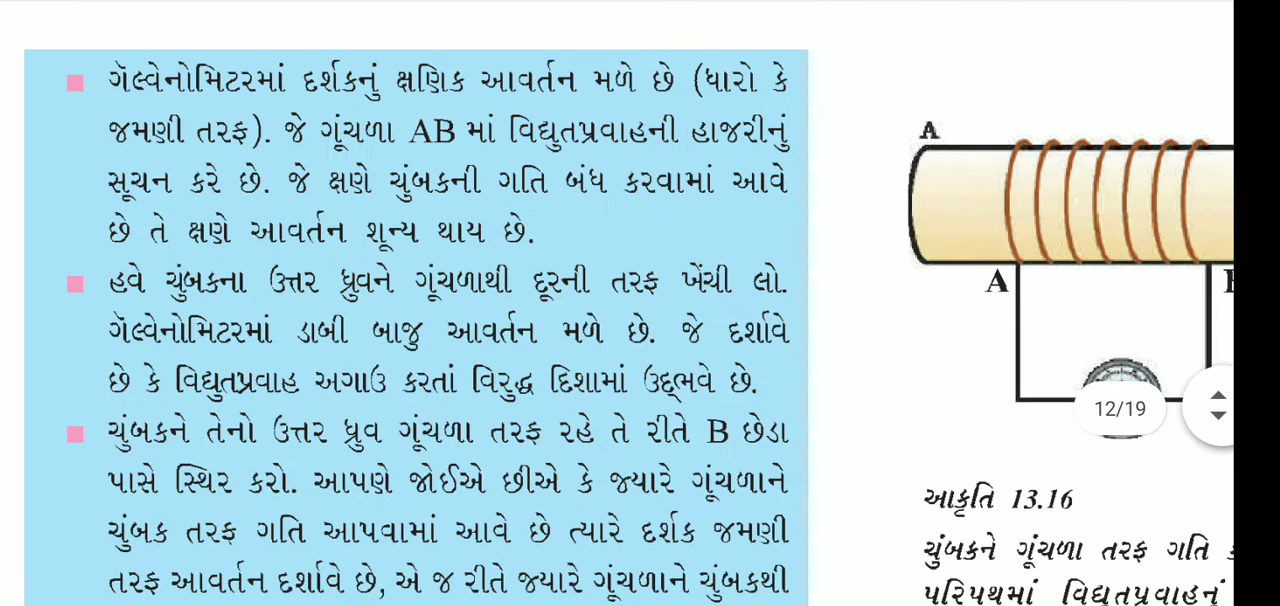 ગૅલ્વેનોમિટરમાં દર્શકનું ક્ષણિક આવર્તન મળે છે (ધારો કે
જમણી તરફ). જે ગૂંચળા AB માં વિદ્યુતપ્રવાહની હાજરીનું
સૂચન કરે છે. જે ક્ષણે ચુંબકની ગતિ બંધ કરવામાં આવે
છે તે ક્ષણે આવર્તન શૂન્ય થાય છે.
હવે ચુંબકના ઉત્તર ધ્રુવને ગૂંચળાથી દૂરની તરફ ખેંચી લો.
ગૅલ્વેનોમિટરમાં ડાબી બાજુ આવર્તન મળે છે. જે દર્શાવે
છે કે વિદ્યુતપ્રવાહ અગાઉ કરતાં વિરુદ્ધ દિશામાં ઉદ્ભવે છે.
ચુંબકને તેનો ઉત્તર ધ્રુવ ગૂંચળા તરફ રહે તે રીતે B છેડા
પાસે સ્થિર કરો. આપણે જોઈએ છીએ કે જ્યારે ગૂંચળાને
ચુંબક તરફ ગતિ આપવામાં આવે છે ત્યારે દર્શક જમણી
તરફ આવર્તન દર્શાવે છે, એ જ રીતે જ્યારે ગૂંચળાને ચુંબકથી
A
A
12/19
આકૃતિ 13.16
ચુંબકને ગૂંચળા તરફ ગતિ
પરિપથમાં વિદ્યુતપ્રવાહનું